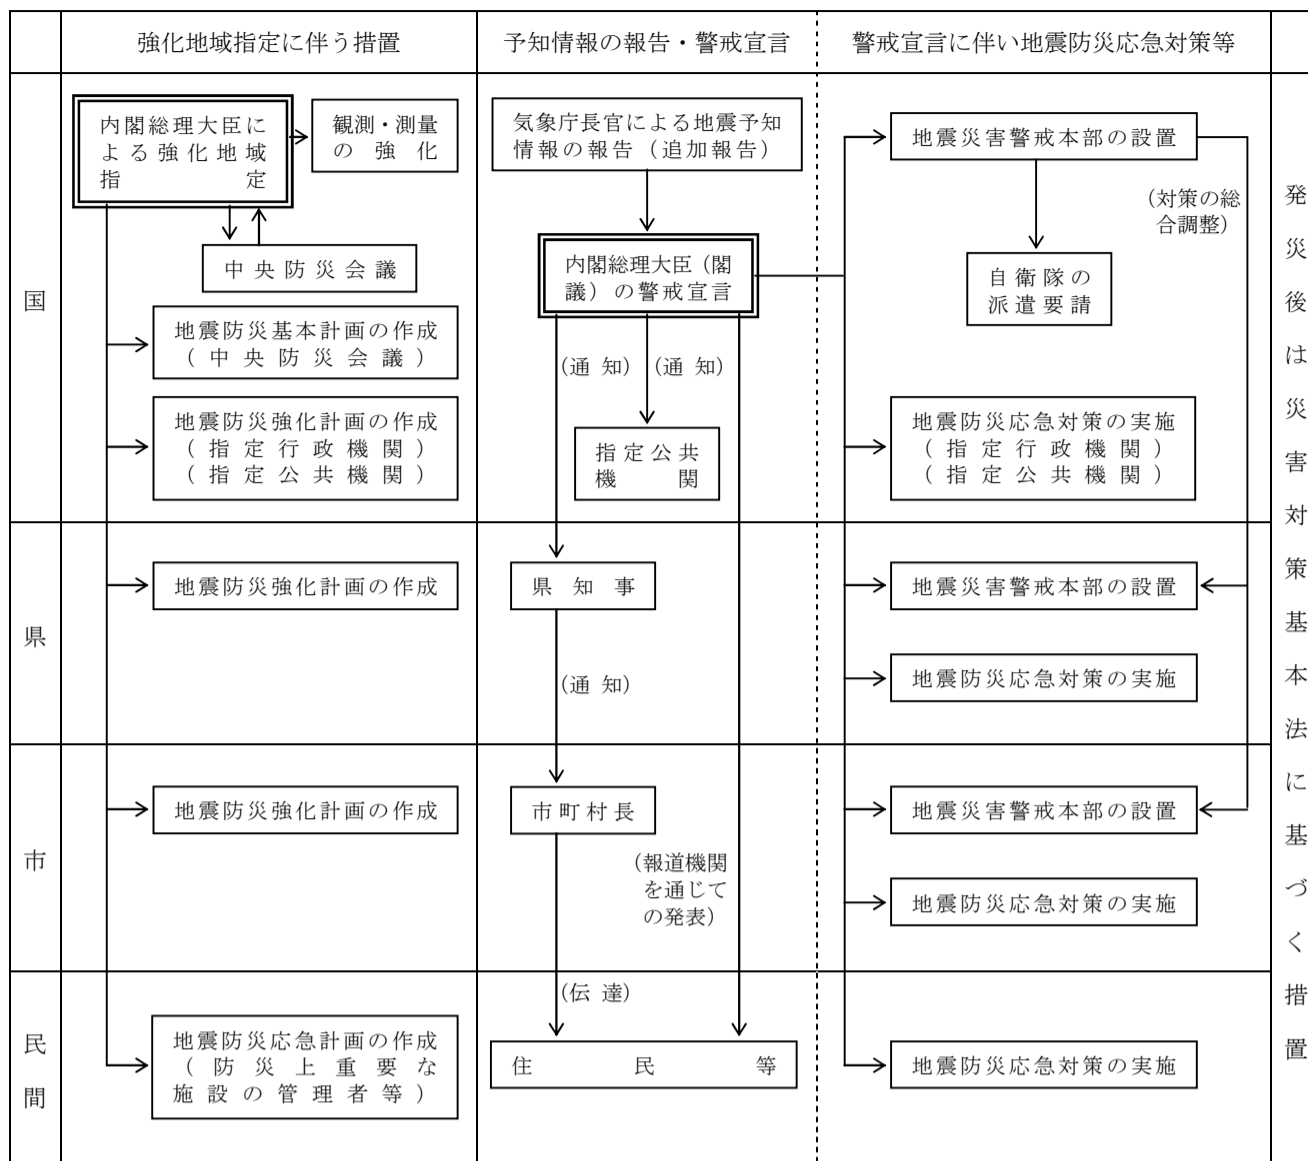 強化地域指定に伴う措置
予知情報の報告・警戒宣言
警戒宣言に伴い地震防災応急対策等
国
内閣総理大臣に
よる強化地域
指定
観測・測量
の強化
中央防災会議
地震防災基本計画の作成
(中央防災会議)
地震防災強化計画の作成
(指定行政機関)
(指定公共機関)
気象庁長官による地震予知
情報の報告(追加報告)
内閣総理大臣(閣
議)の警戒宣言
(通知)
(通知)
指定公共
機関
地震災害警戒本部の設置
(対策の総
合調整)
自衛隊の
派遣要請
地震防災応急対策の実施
(指定行政機関)
(指定公共機関)
県
地震防災強化計画の作成
県知事
(通知)
地震災害警戒本部の設置
地震防災応急対策の実施
市
地震防災強化計画の作成
市町村長
(報道機関
を通じて
の発表)
地震災害警戒本部の設置
地震防災応急対策の実施
民間
地震防災応急計画の作成
(防災上重要な
施設の管理者等)
(伝達)
住民等
地震防災応急対策の実施
発災後は災害対策基本法に基づく措置